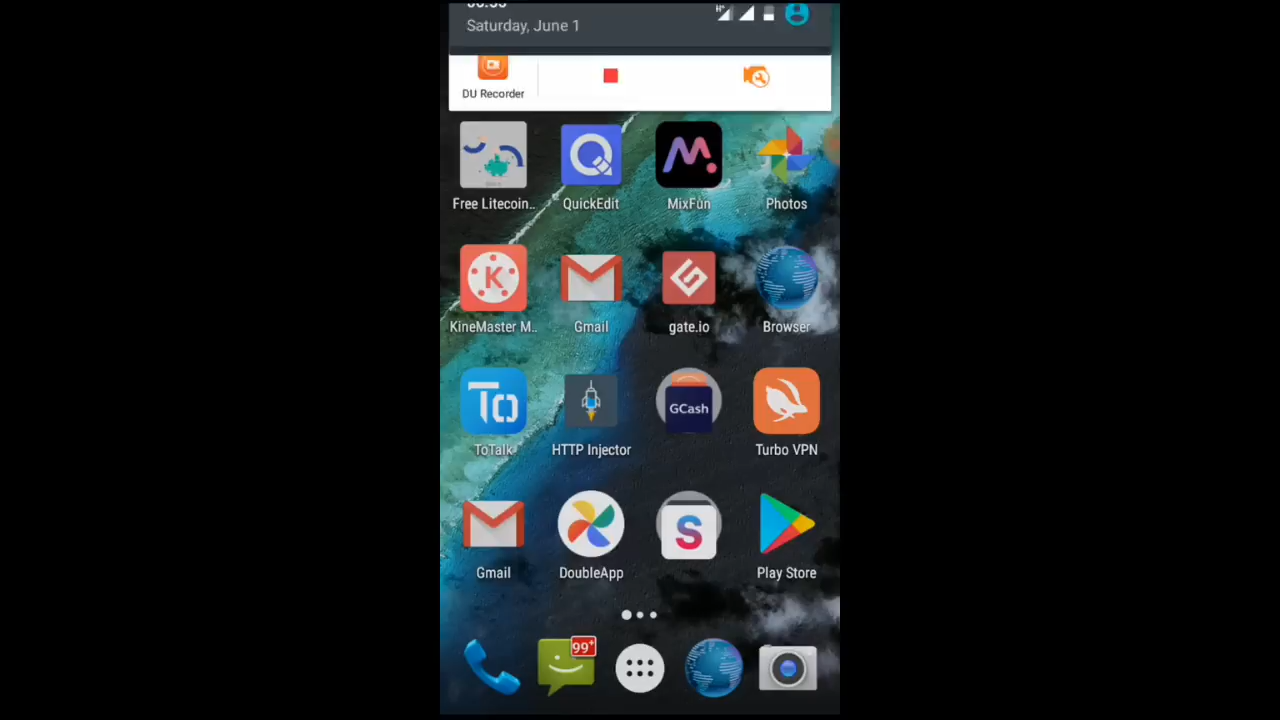 Saturday, June 1
DU Recorder
Free Litecoin..
QuickEdit
MixFun
Photos
KineMaster M..
Gmail
gate.io
Browser
ToTalk
HTTP Injector
GCash
Turbo VPN
Gmail
DoubleApp
S
Play Store
99+